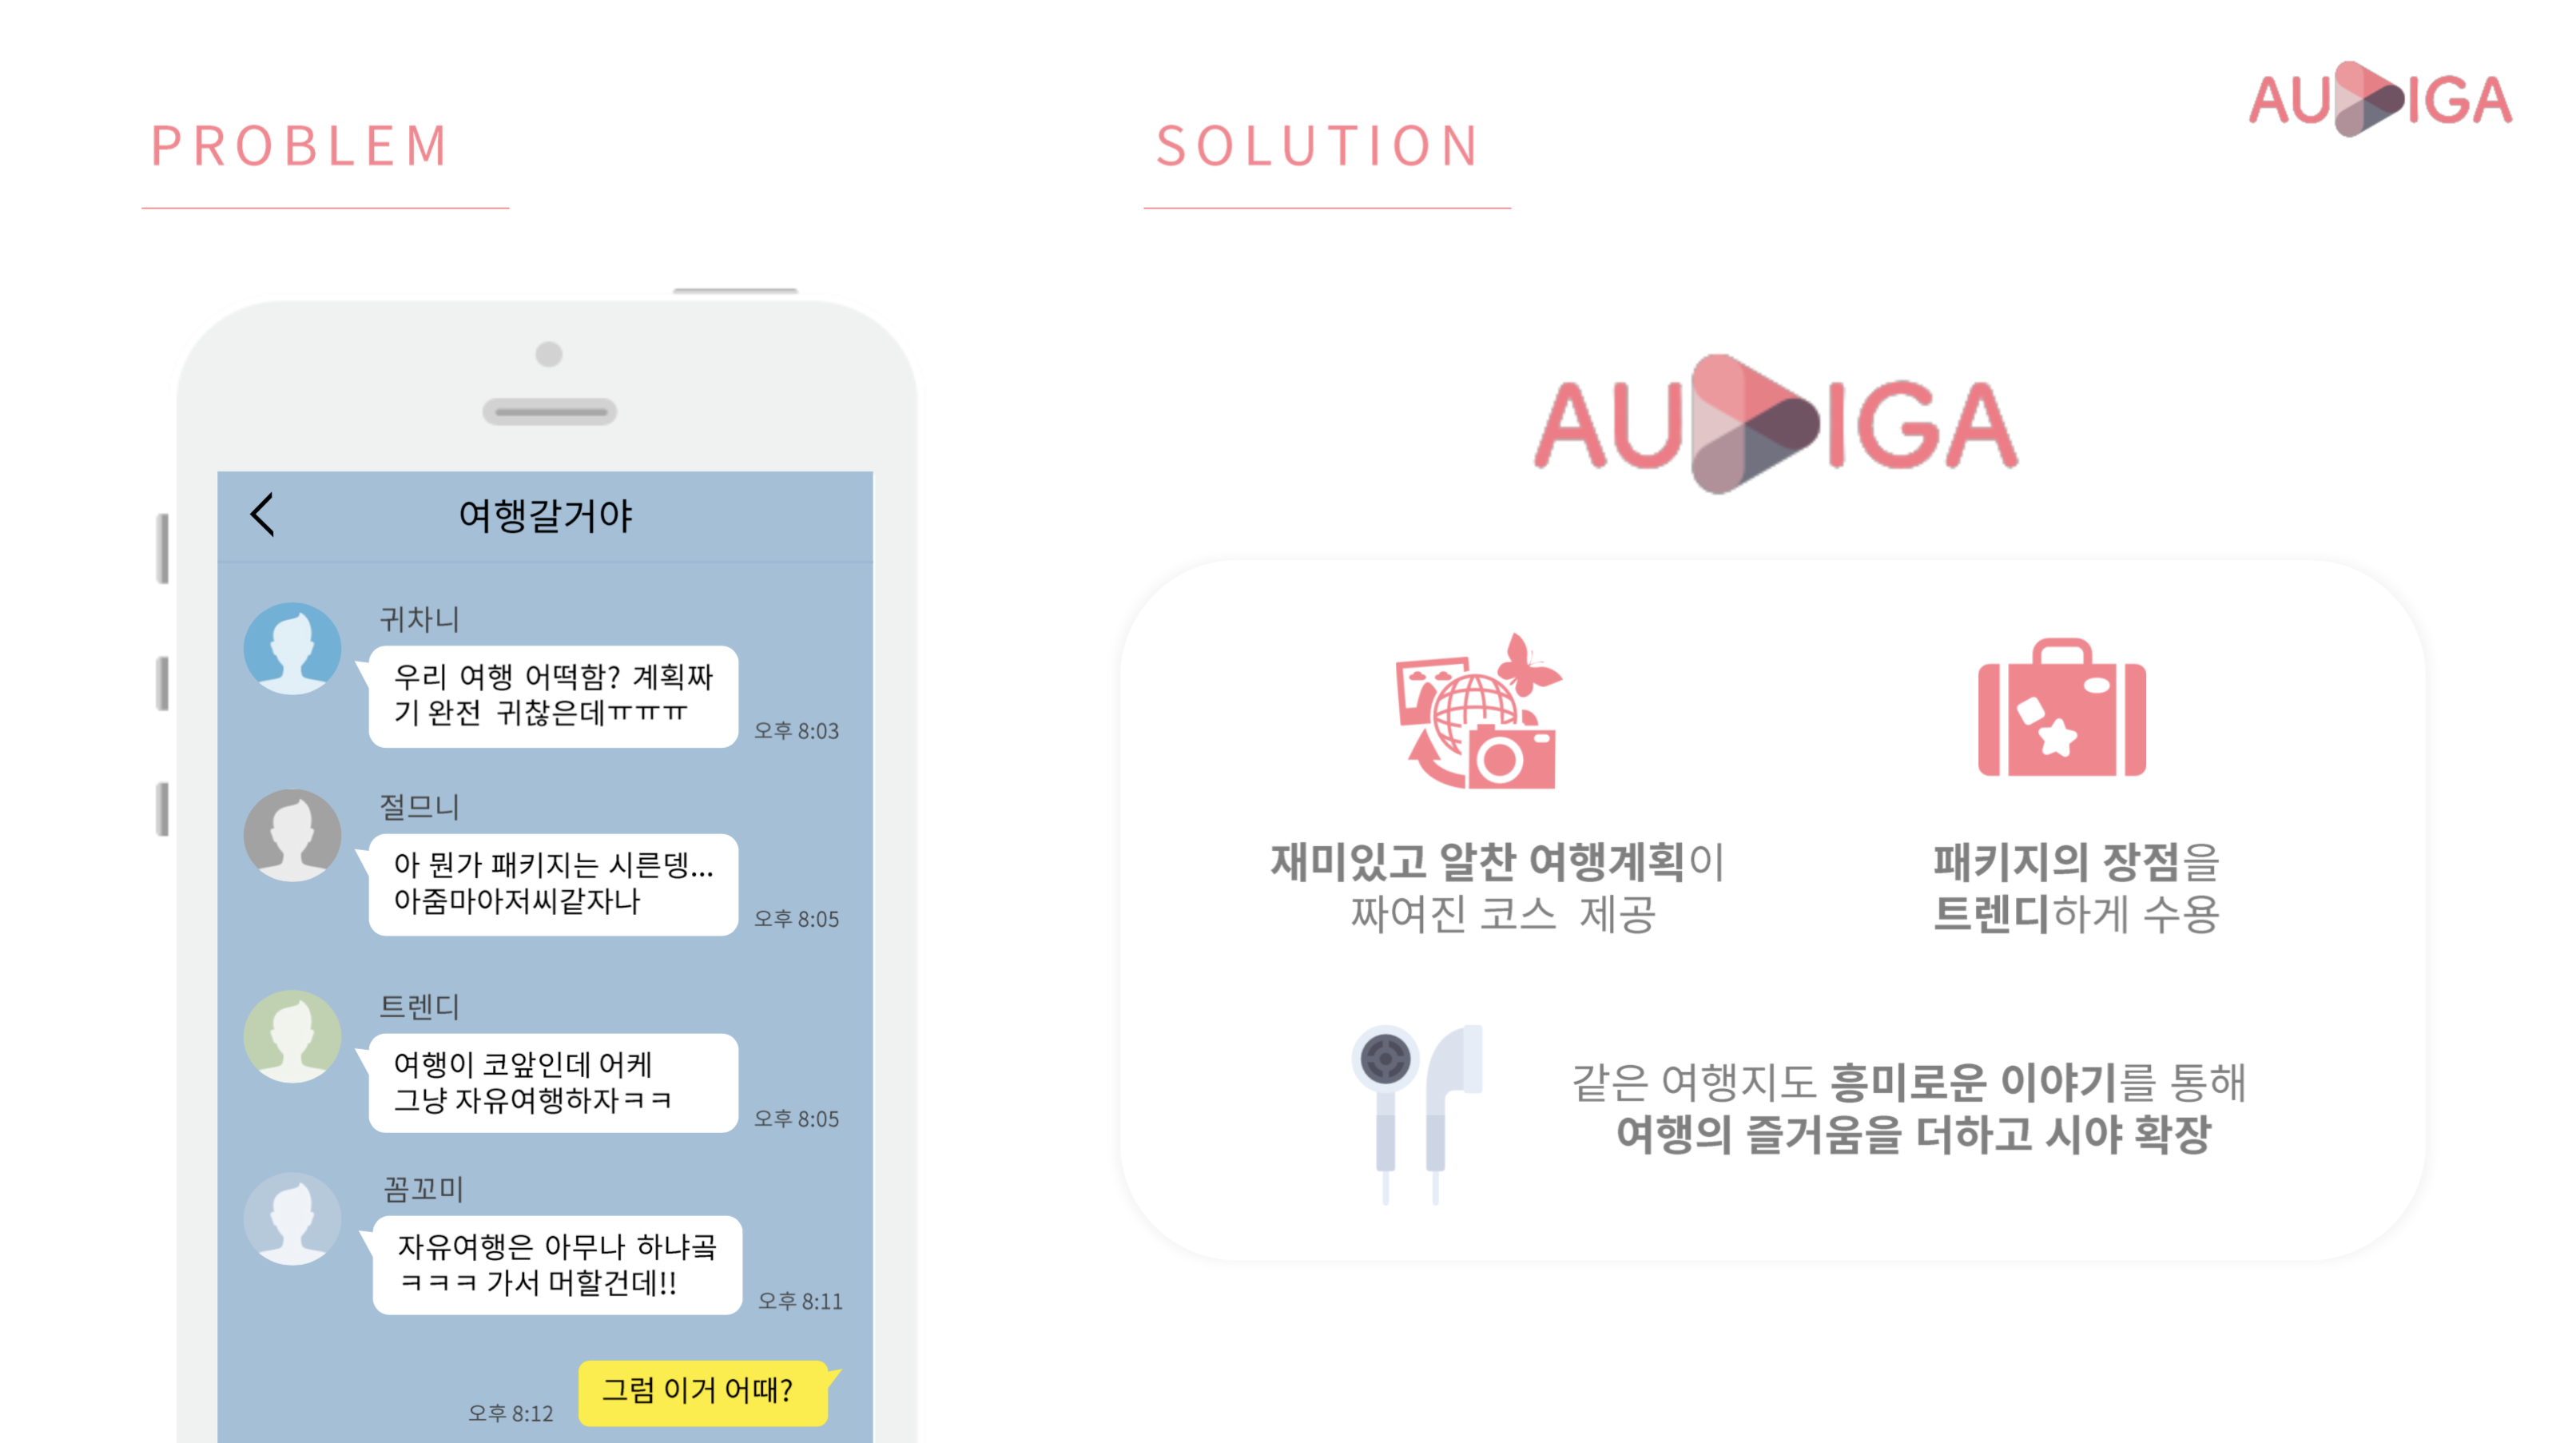 PROBLEM
여행갈거야
귀차니
우리 여행 어떡함? 계획짜
기 완전 귀찮은데ㅠㅠㅠ
오후 8:03
절므니
아 뭔가 패키지는 시른뎅...
아줌마아저씨같자나
오후 8:05
트렌디
여행이 코앞인데 어케
그냥 자유여행하자ㅋㅋ
오후 8:05
꼼꼬미
자유여행은 아무나 하냐곸
ㅋㅋㅋ 가서 머할건데!!
오후 8:11
그럼 이거 어때?
오후 8:12
SOLUTION
AUDIGA
AUDIGA
재미있고 알찬 여행계획이
짜여진 코스 제공
패키지의 장점을
트렌디하게 수용
같은 여행지도 흥미로운 이야기를 통해
여행의 즐거움을 더하고 시야 확장